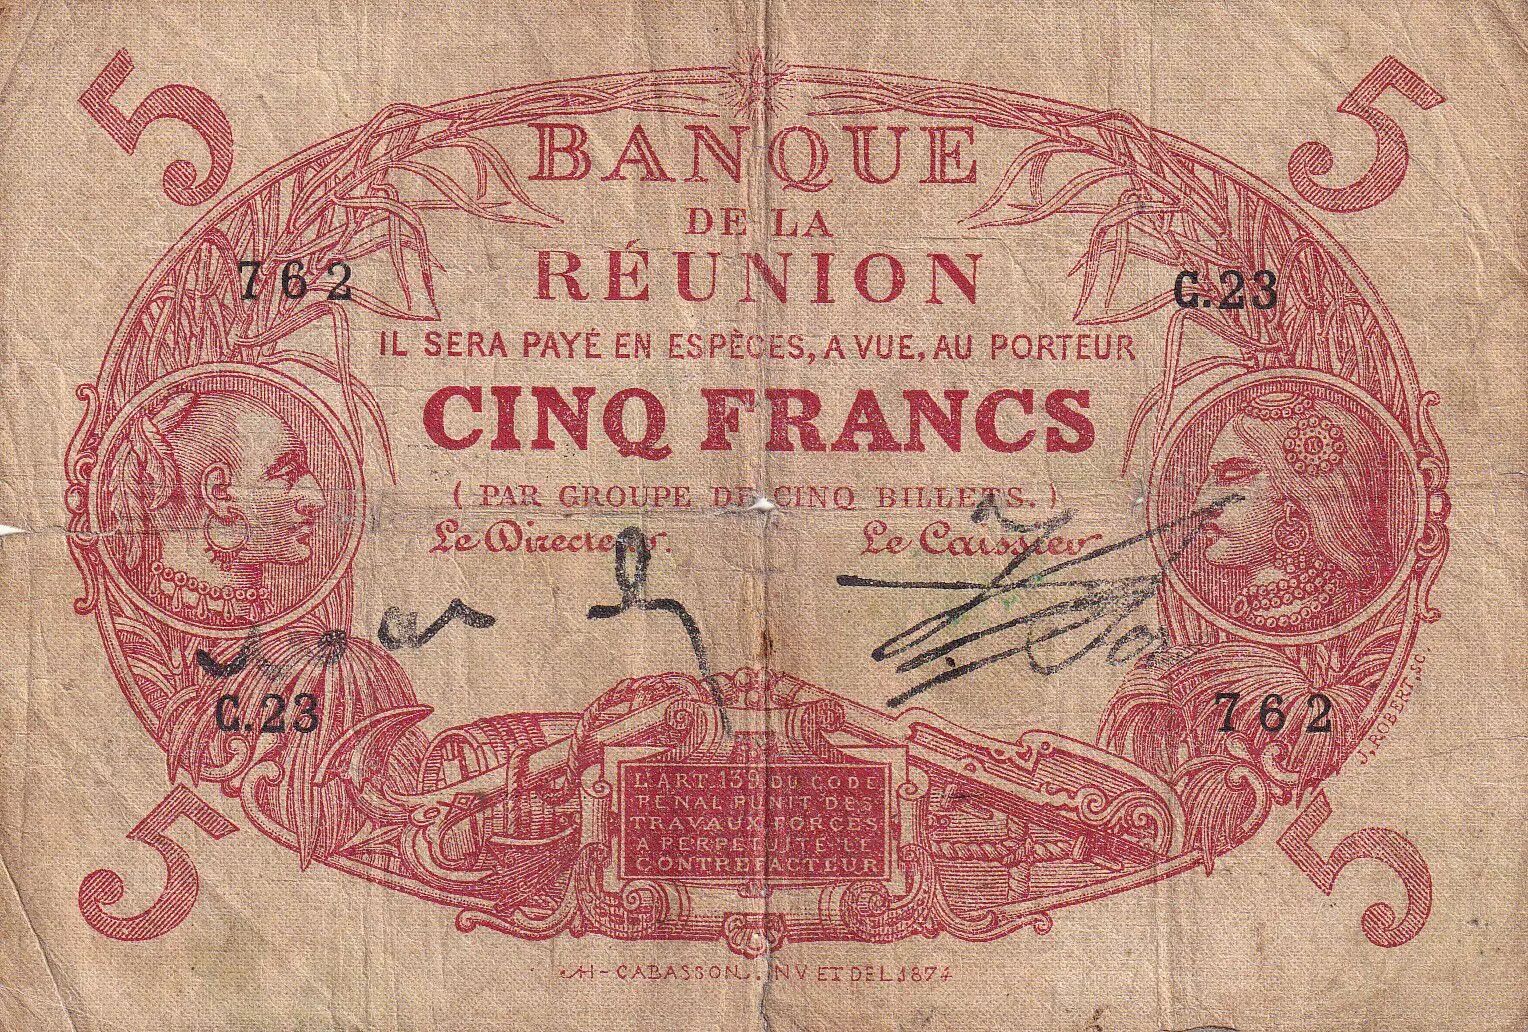 5 5
BANQUE
DE LA
RÉUNION
762 G.23
IL SERA PAYÉ EN ESPÈCES, A VUE, AU PORTEUR
CINQ FRANCS
(PAR GROUPE DE CINQ BILLETS.)
Le Directeur. Le Caissier
G.23 762
L'ART. 139 DU CODE
PENAL PUNIT DES
TRAVAUX FORCÉS
A PERPETUITE LE
CONTREFACTEUR
J. ROBERT, SC.
5 5
H-CABASSON. INV ET DEL 1874